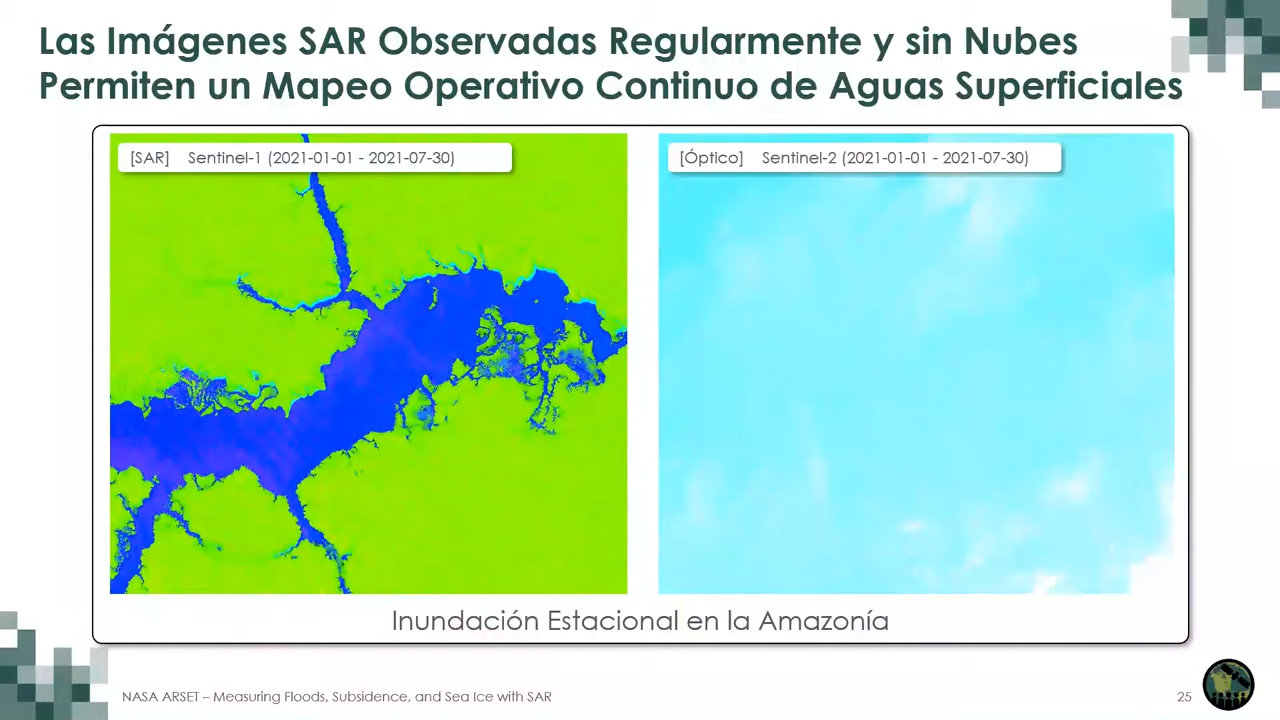 Las Imágenes SAR Observadas Regularmente y sin Nubes
Permiten un Mapeo Operativo Continuo de Aguas Superficiales
[SAR] Sentinel-1 (2021-01-01 - 2021-07-30)
[Óptico] Sentinel-2 (2021-01-01 - 2021-07-30)
Inundación Estacional en la Amazonía
NASA ARSET – Measuring Floods, Subsidence, and Sea Ice with SAR
25